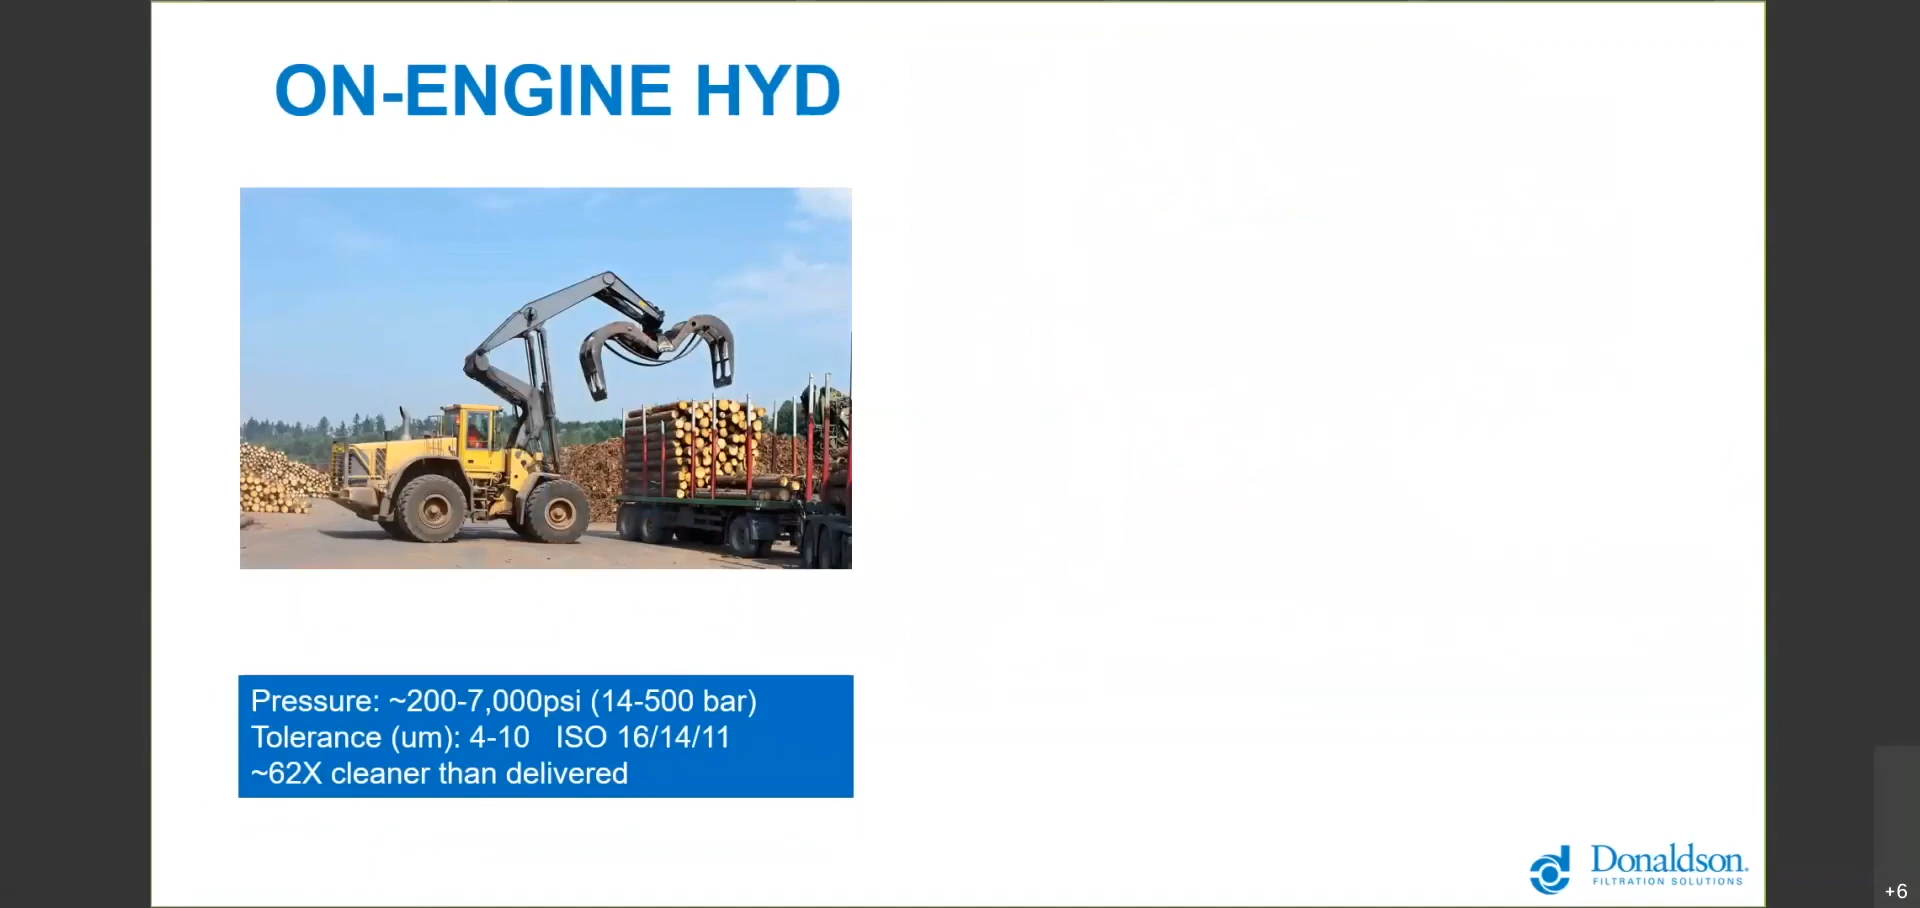 ON-ENGINE HYD
Pressure: ~200-7,000psi (14-500 bar)
Tolerance (um): 4-10   ISO 16/14/11
~62X cleaner than delivered
Donaldson.
FILTRATION SOLUTIONS
+6